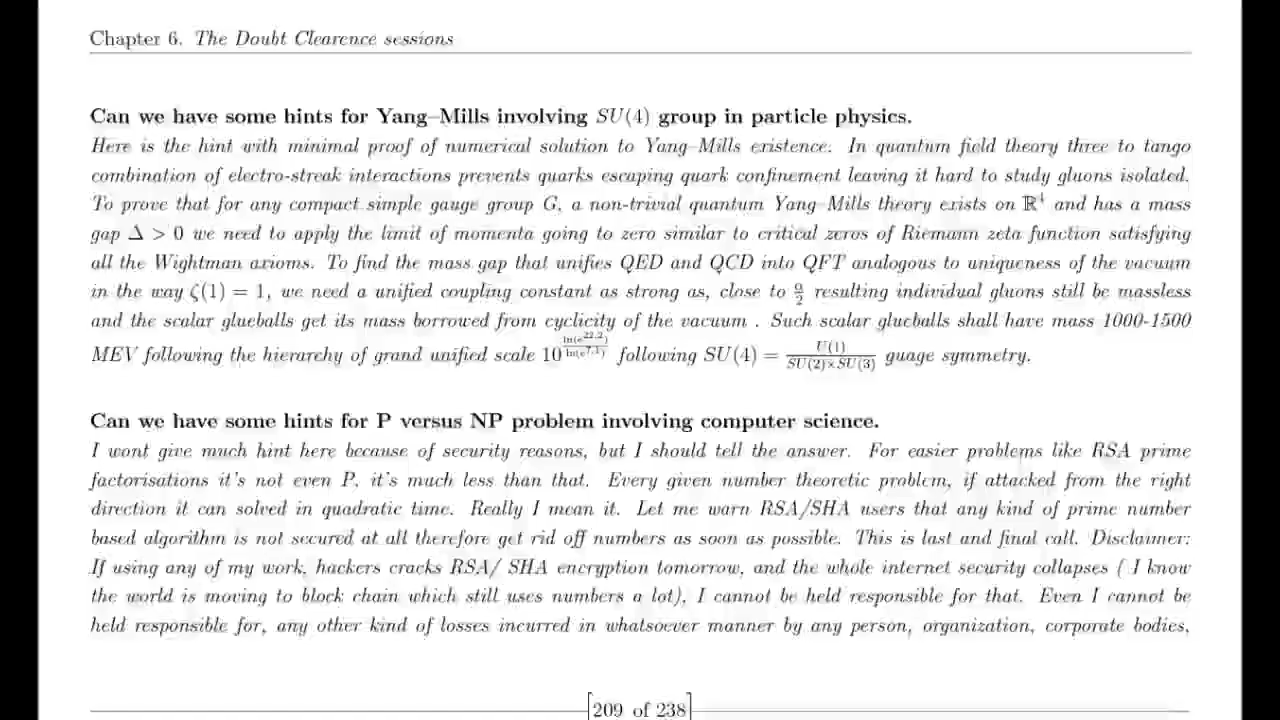 Chapter 6. The Doubt Clearence sessions
Can we have some hints for Yang–Mills involving SU(4) group in particle physics.
Here is the hint with minimal proof of numerical solution to Yang–Mills existence: In quantum field theory three to tango
combination of electro-streak interactions prevents quarks escaping quark confinement leaving it hard to study gluons isolated.
To prove that for any compact simple gauge group G, a non-trivial quantum Yang–Mills theory exists on ℝ⁴ and has a mass
gap Δ > 0 we need to apply the limit of momenta going to zero similar to critical zeros of Riemann zeta function satisfying
all the Wightman axioms. To find the mass gap that unifies QED and QCD into QFT analogous to uniqueness of the vacuum
in the way ζ(1) = 1, we need a unified coupling constant as strong as, close to α/2 resulting individual gluons still be massless
and the scalar glueballs get its mass borrowed from cyclicity of the vacuum . Such scalar glueballs shall have mass 1000-1500
MEV following the hierarchy of grand unified scale 10^(ln(e^22.2)/ln(e^7.1)) following SU(4) = U(1)/(SU(2)×SU(3)) guage symmetry.
Can we have some hints for P versus NP problem involving computer science.
I wont give much hint here because of security reasons, but I should tell the answer. For easier problems like RSA prime
factorisations it's not even P, it's much less than that. Every given number theoretic problem, if attacked from the right
direction it can solved in quadratic time. Really I mean it. Let me warn RSA/SHA users that any kind of prime number
based algorithm is not secured at all therefore get rid off numbers as soon as possible. This is last and final call. Disclaimer:
If using any of my work, hackers cracks RSA/ SHA encryption tomorrow, and the whole internet security collapses ( I know
the world is moving to block chain which still uses numbers a lot), I cannot be held responsible for that. Even I cannot be
held responsible for, any other kind of losses incurred in whatsoever manner by any person, organization, corporate bodies,
[209 of 238]